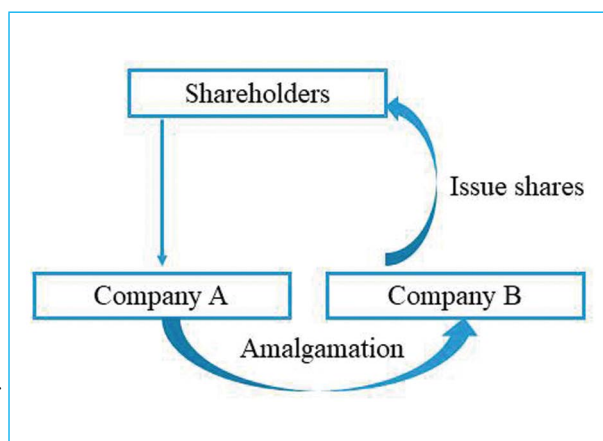 Shareholders
Issue shares
Company A
Company B
Amalgamation